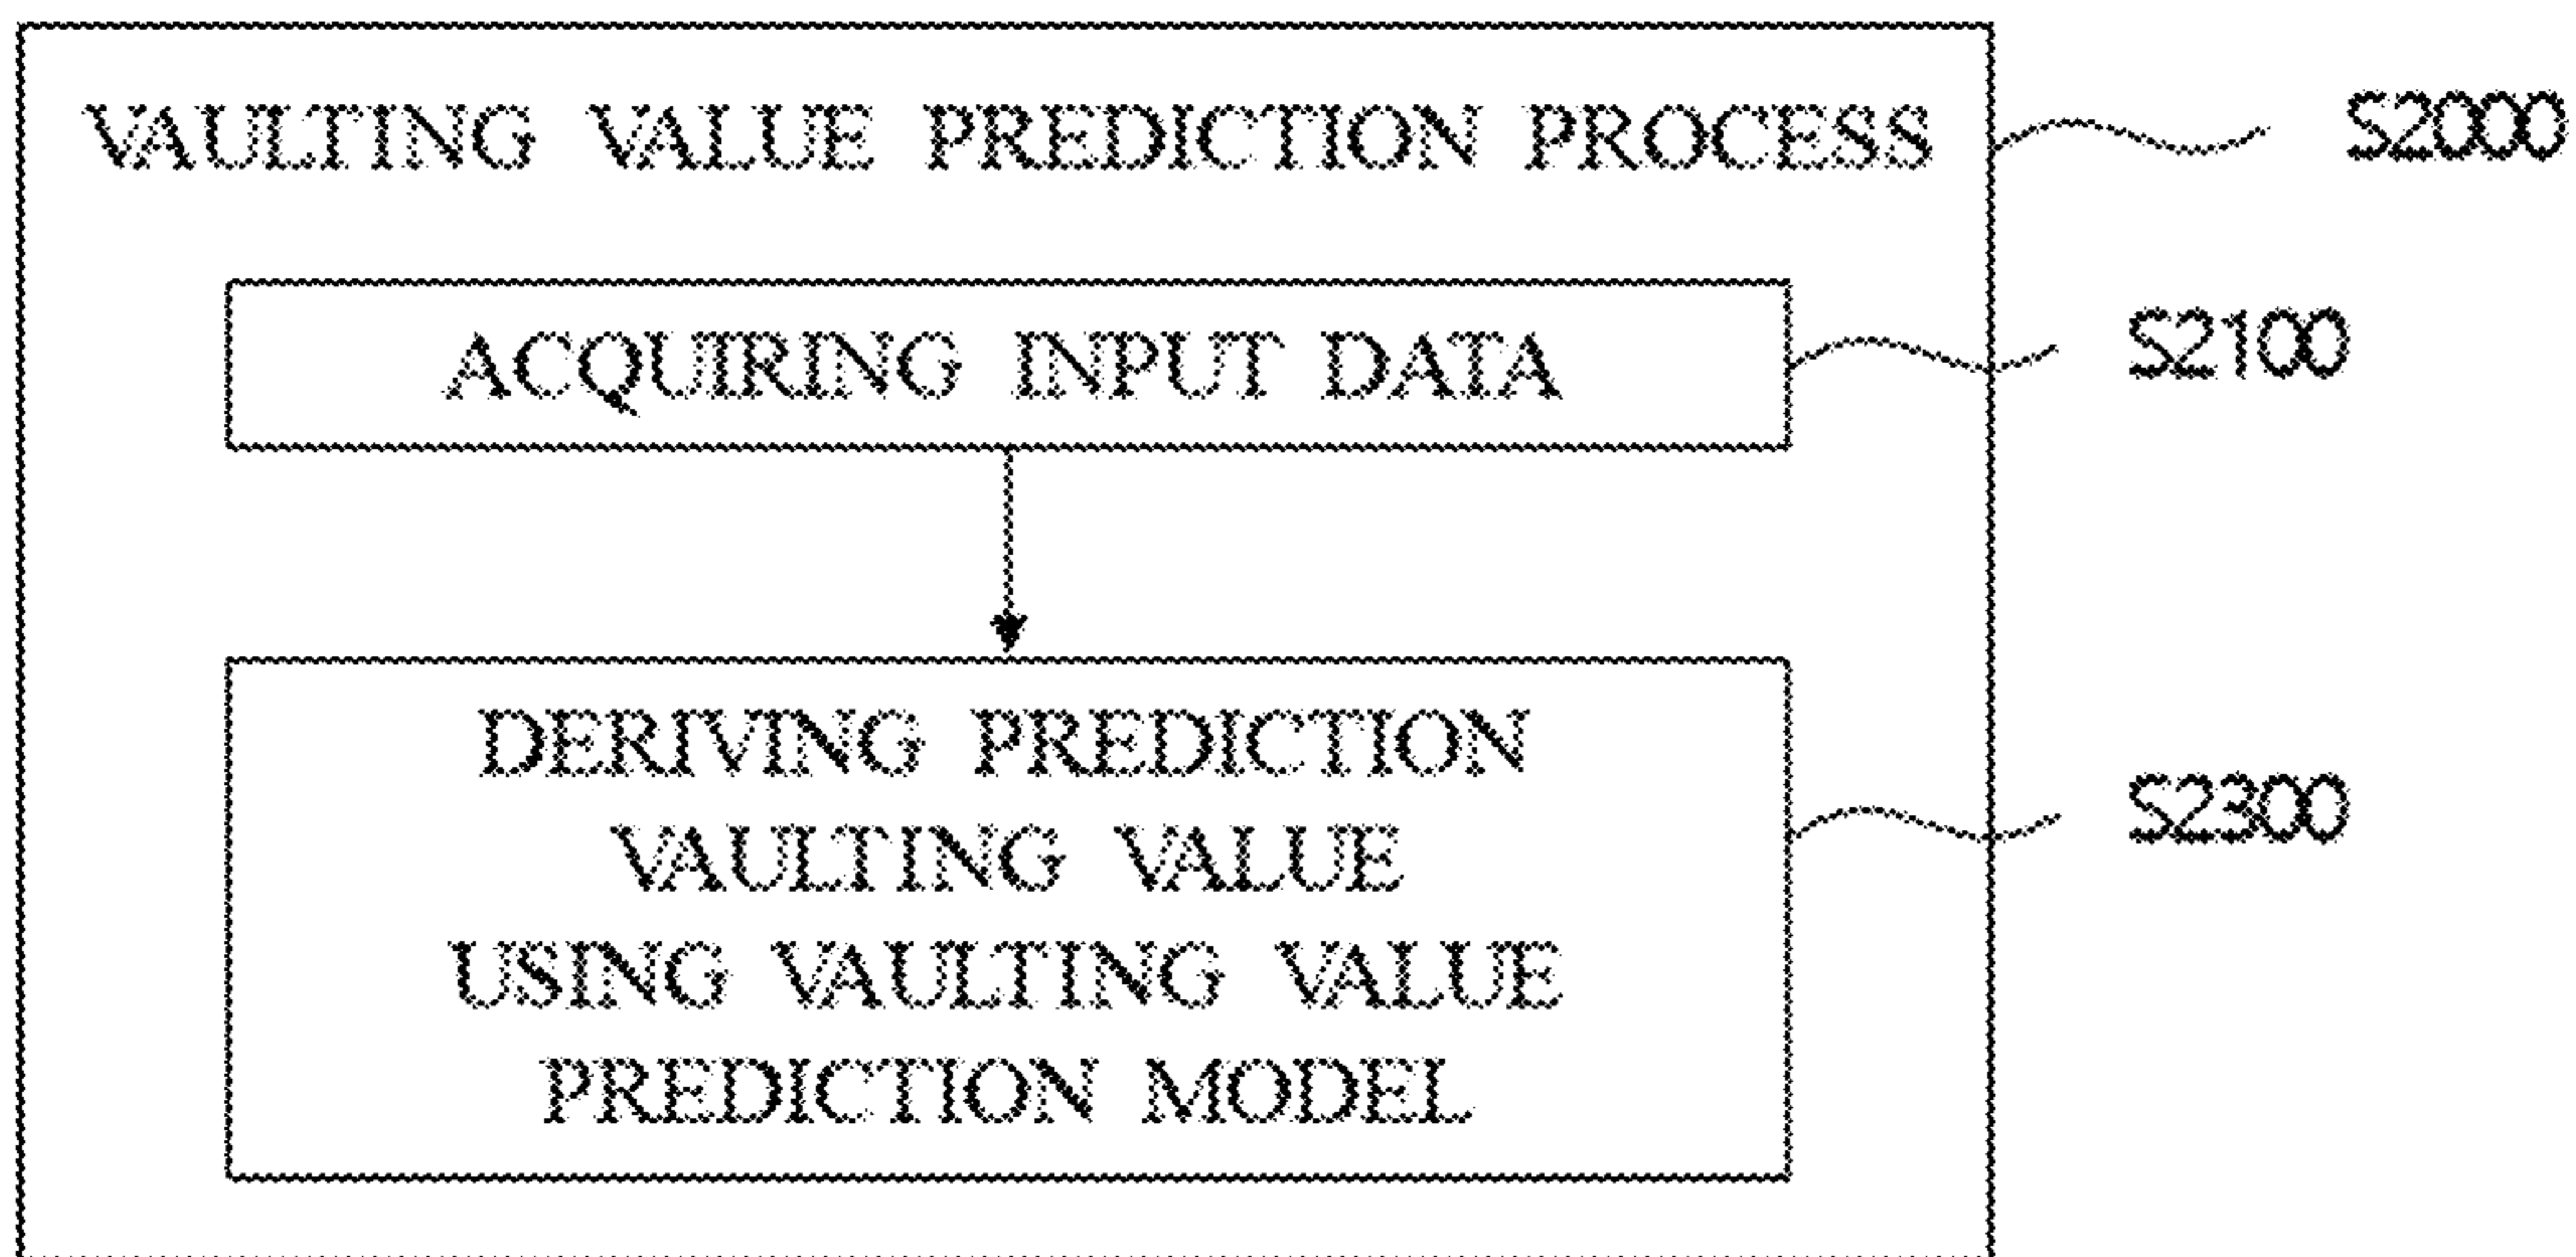 VAULTING VALUE PREDICTION PROCESS
S2000
ACQUIRING INPUT DATA
S2100
DERIVING PREDICTION
VAULTING VALUE
USING VAULTING VALUE
PREDICTION MODEL
S2300